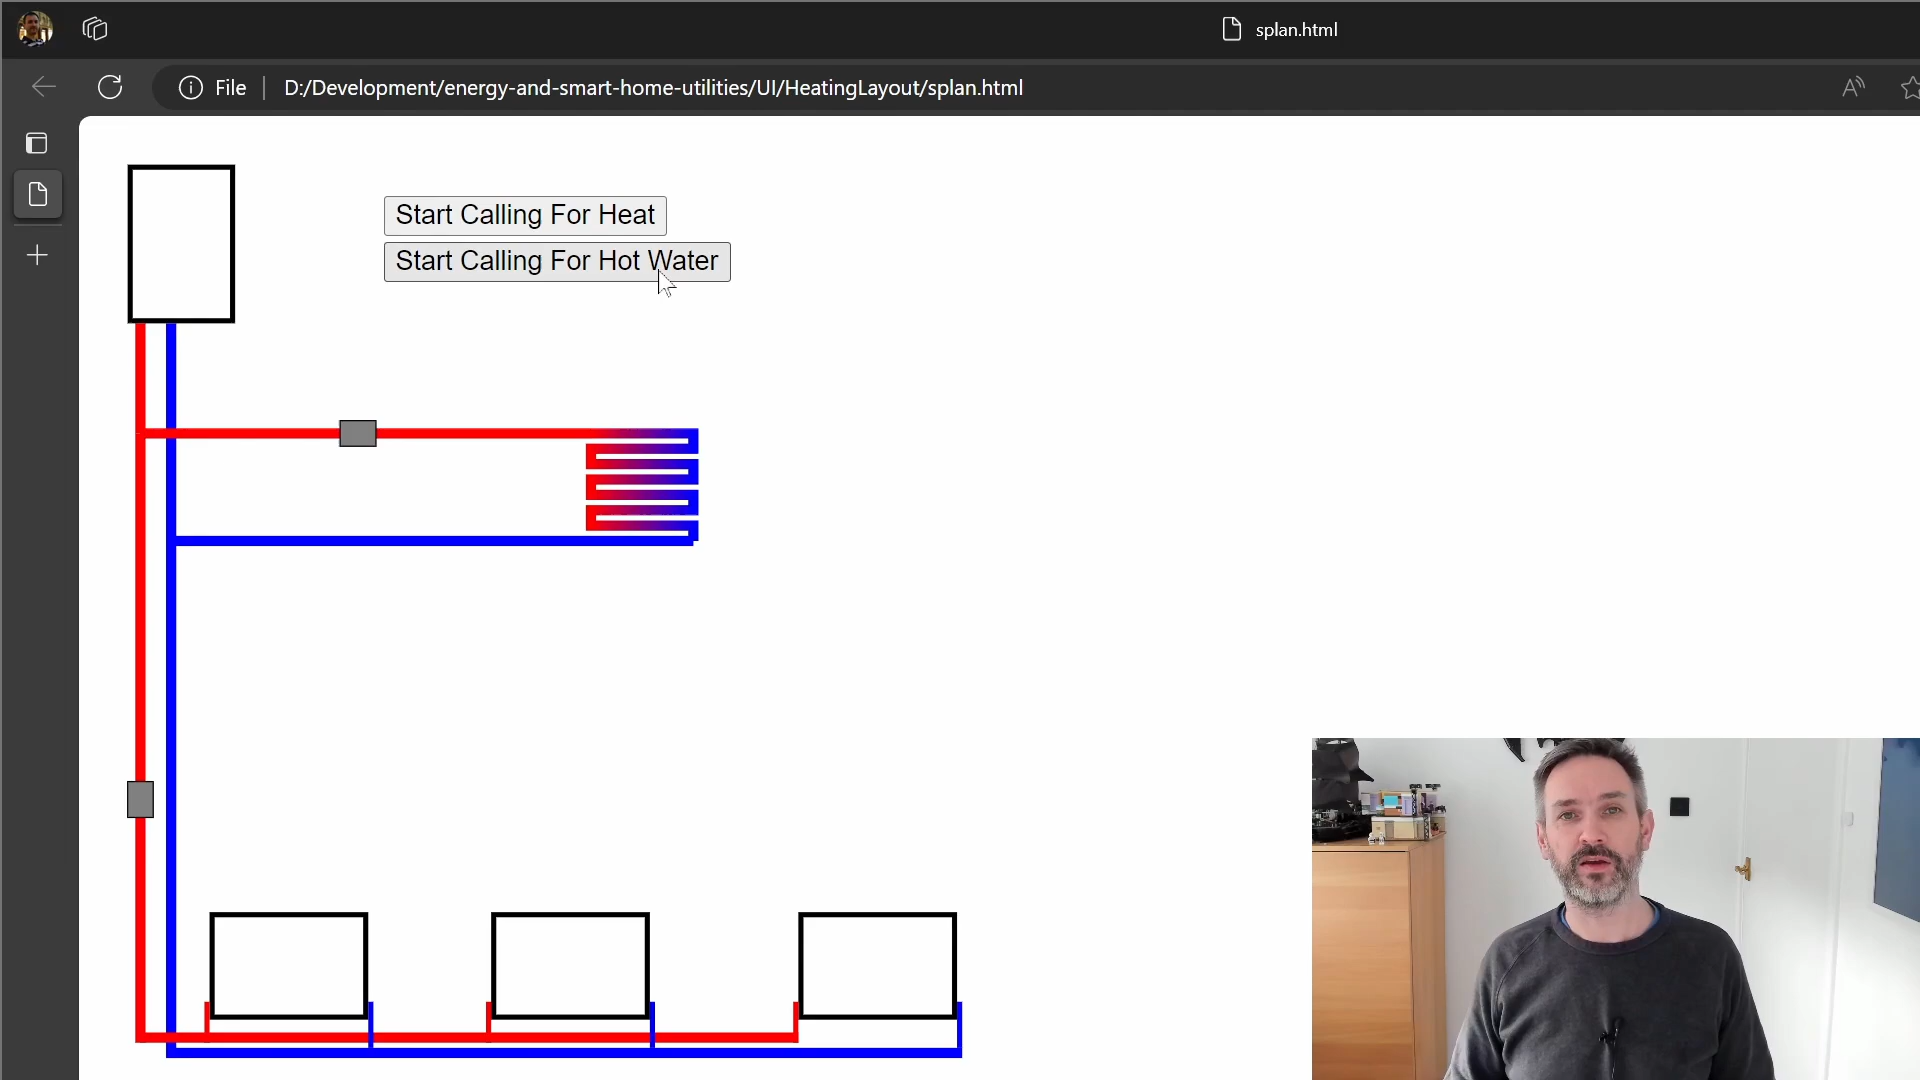 splan.html
File
D:/Development/energy-and-smart-home-utilities/UI/HeatingLayout/splan.html
Start Calling For Heat
Start Calling For Hot Water